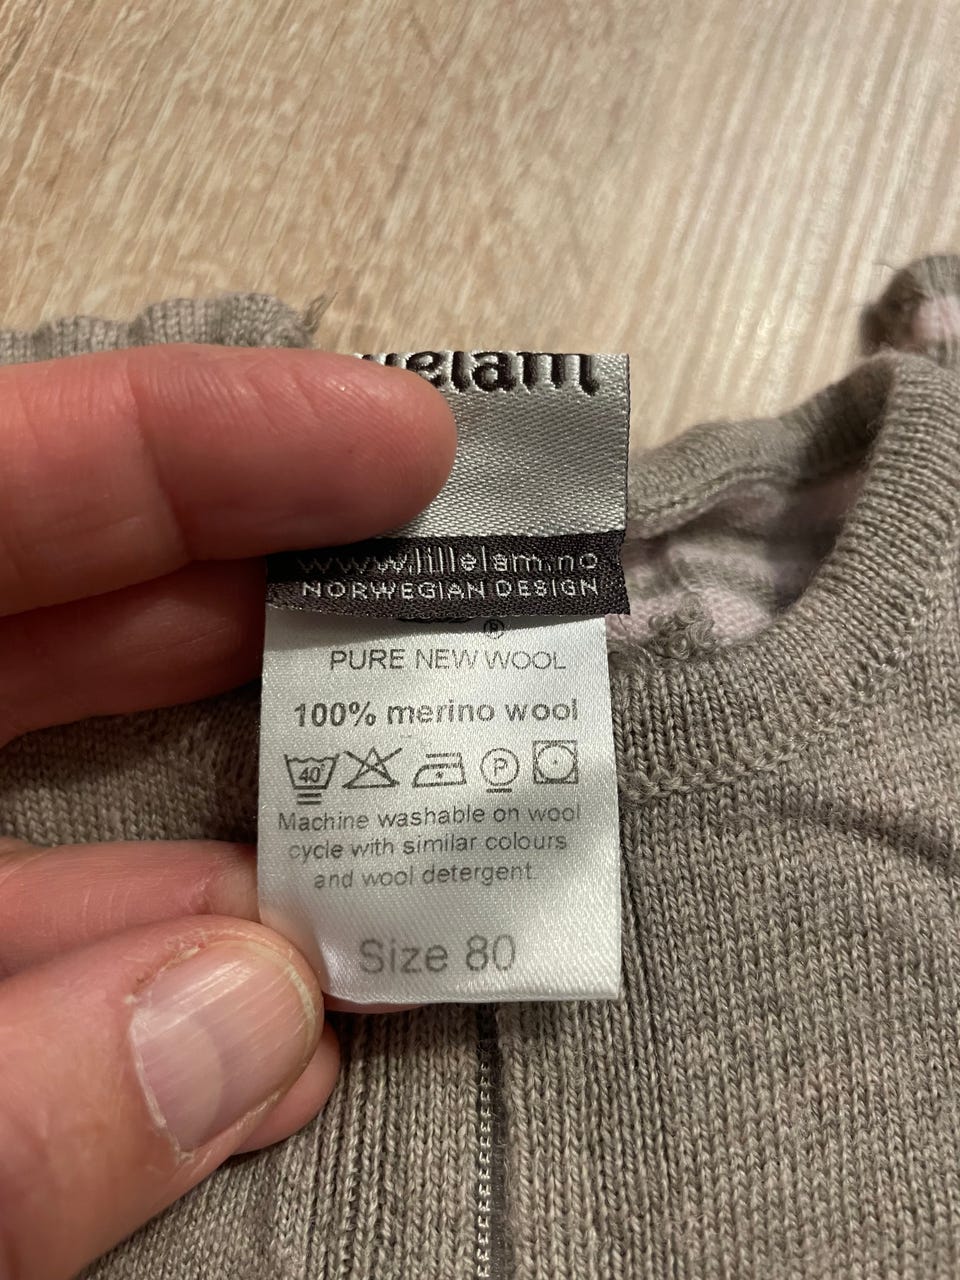 www.lillelam.no
NORWEGIAN DESIGN
®
PURE NEW WOOL
100% merino wool
40 P
Machine washable on wool
cycle with similar colours
and wool detergent.
Size 80